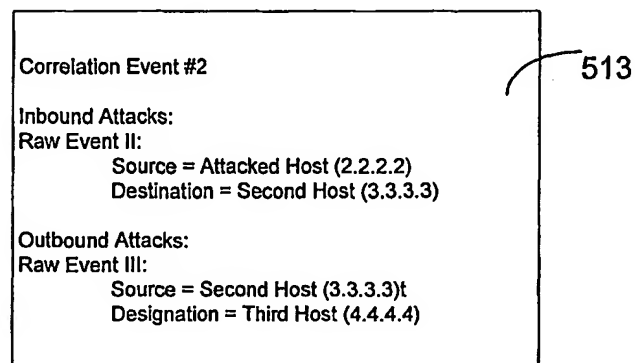 Correlation Event #2
513
Inbound Attacks:
Raw Event II:
Source = Attacked Host (2.2.2.2)
Destination = Second Host (3.3.3.3)
Outbound Attacks:
Raw Event III:
Source = Second Host (3.3.3.3)t
Designation = Third Host (4.4.4.4)